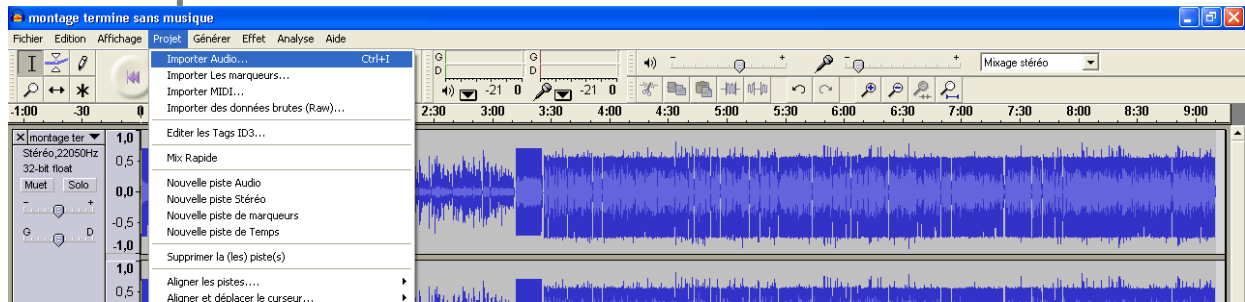 montage termine sans musique
Fichier Edition Affichage Projet Générer Effet Analyse Aide
Importer Audio... Ctrl+I
Importer Les marqueurs...
Importer MIDI...
Importer des données brutes (Raw)...
Editer les Tags ID3...
Mix Rapide
Nouvelle piste Audio
Nouvelle piste Stéréo
Nouvelle piste de marqueurs
Nouvelle piste de Temps
Supprimer la (les) piste(s)
Aligner les pistes....
Aligner et déplacer le curseur...
G G
D D
-21 0 -21 0
- + - +
Mixage stéréo
-1:00 -30 0 2:30 3:00 3:30 4:00 4:30 5:00 5:30 6:00 6:30 7:00 7:30 8:00 8:30 9:00
montage ter
Stéréo,22050Hz
32-bit float
Muet Solo
- +
G D
1,0
0,5
0,0
-0,5
-1,0
1,0
0,5